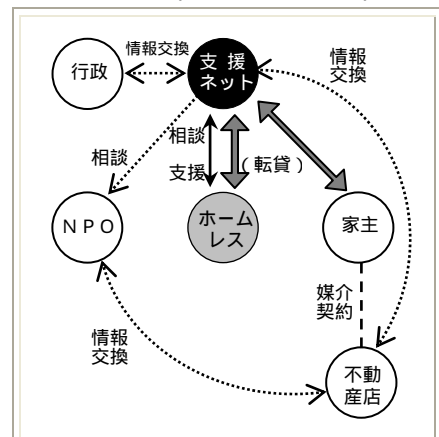 情報交換
支援
ネット
情報
交換
行政
相談
相談
支援
（転貸）
ＮＰＯ
ホーム
レス
家主
媒介
契約
情報
交換
不動
産店